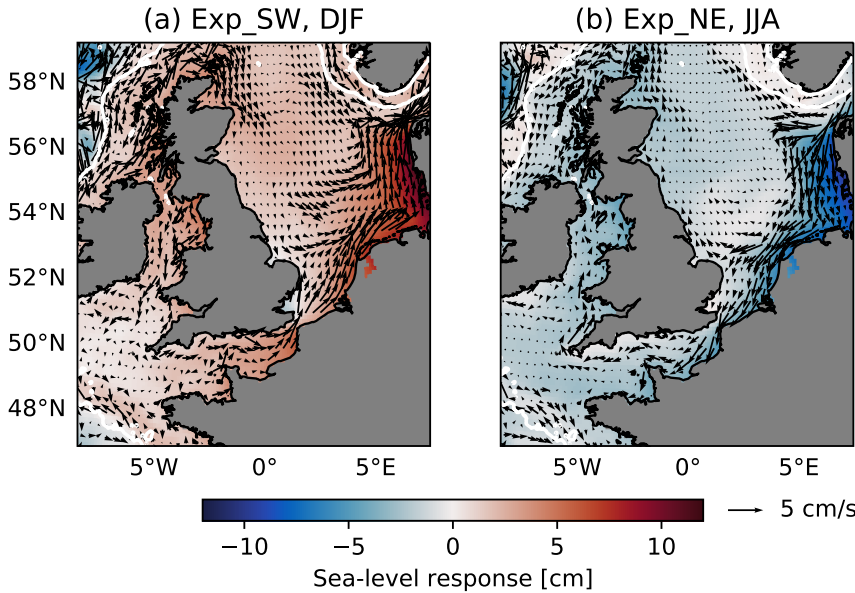 (a) Exp_SW, DJF
(b) Exp_NE, JJA
58°N
56°N
54°N
52°N
50°N
48°N
5°W
0°
5°E
5°W
0°
5°E
5 cm/s
−10
−5
0
5
10
Sea-level response [cm]